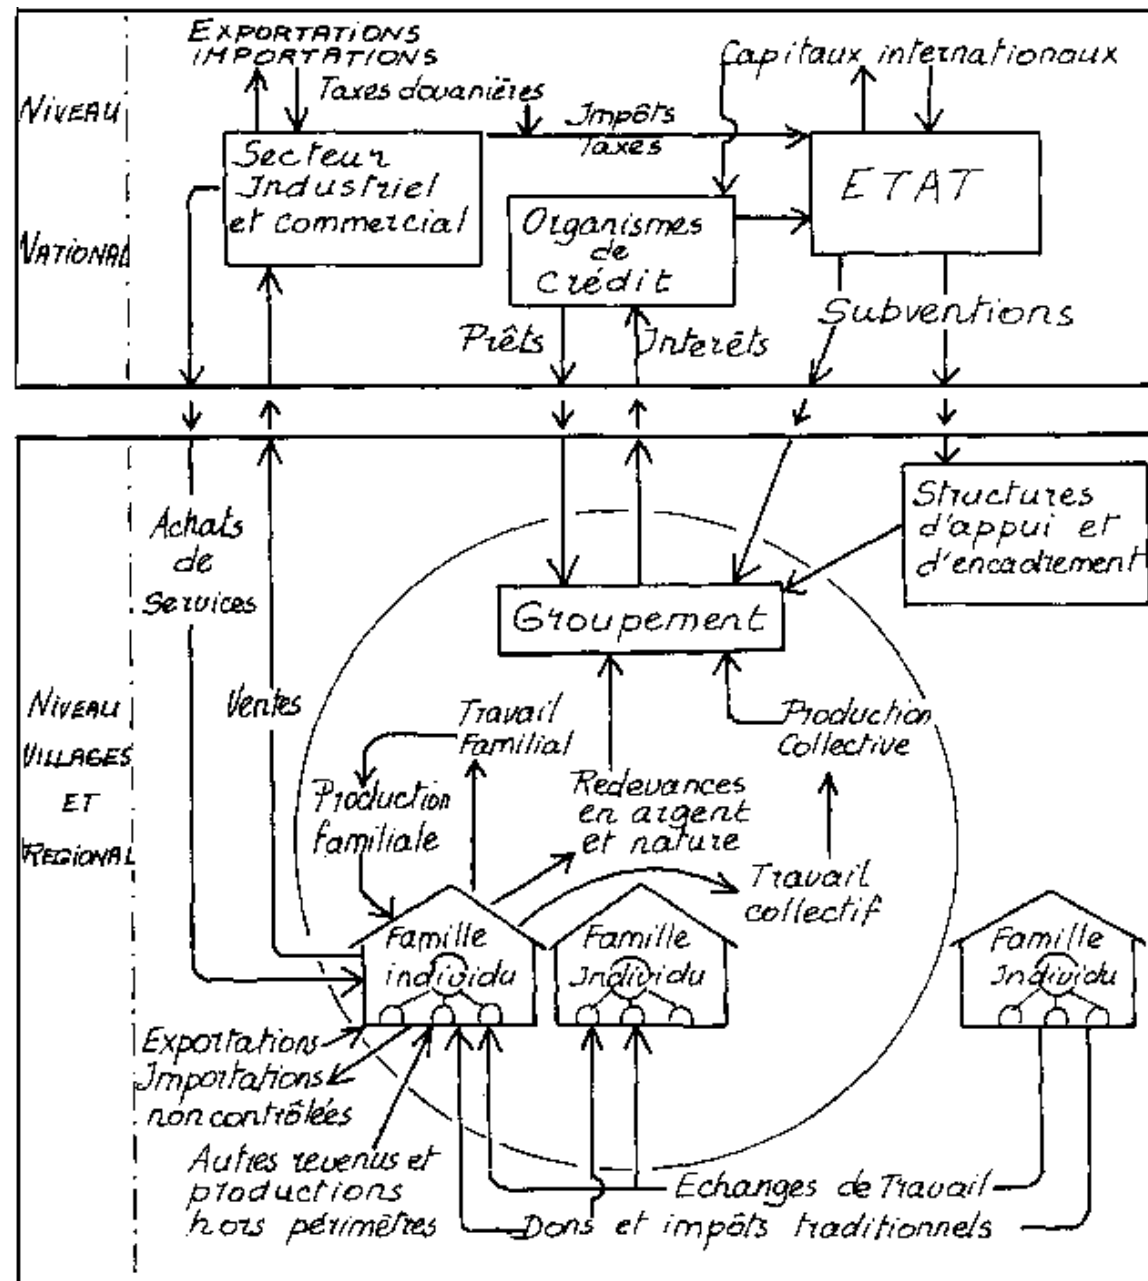 EXPORTATIONS
IMPORTATIONS
Capitaux internationaux
Taxes douanières
NIVEAU
NATIONAL
Impôts
Taxes
Secteur
Industriel
et commercial
ETAT
Organismes
de
Crédit
Subventions
Prêts
Interêts
Achats
de
Services
Structures
d'appui et
d'encadrement
Groupement
NIVEAU
VILLAGES
ET
REGIONAL
Ventes
Travail
Familial
Production
Collective
Production
familiale
Redevances
en argent
et nature
Travail
collectif
Famille
individu
Famille
Individu
Famille
Individu
Exportations
Importations
non contrôlées
Autres revenus et
productions
hors périmètres
Echanges de Travail
Dons et impôts traditionnels